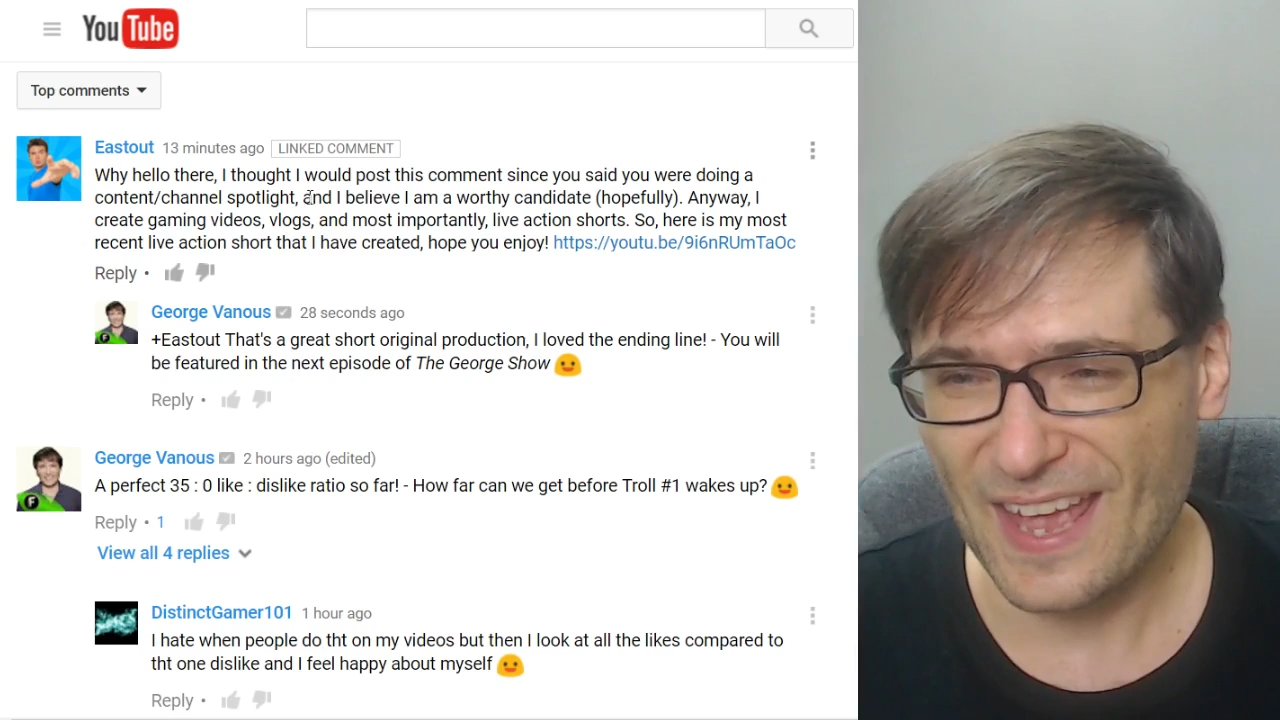 YouTube
Top comments
Eastout 13 minutes ago LINKED COMMENT
Why hello there, I thought I would post this comment since you said you were doing a
content/channel spotlight, and I believe I am a worthy candidate (hopefully). Anyway, I
create gaming videos, vlogs, and most importantly, live action shorts. So, here is my most
recent live action short that I have created, hope you enjoy! https://youtu.be/9i6nRUmTaOc
Reply •
George Vanous 28 seconds ago
+Eastout That's a great short original production, I loved the ending line! - You will
be featured in the next episode of The George Show
Reply •
George Vanous 2 hours ago (edited)
A perfect 35 : 0 like : dislike ratio so far! - How far can we get before Troll #1 wakes up?
Reply • 1
View all 4 replies
DistinctGamer101 1 hour ago
I hate when people do tht on my videos but then I look at all the likes compared to
tht one dislike and I feel happy about myself
Reply •